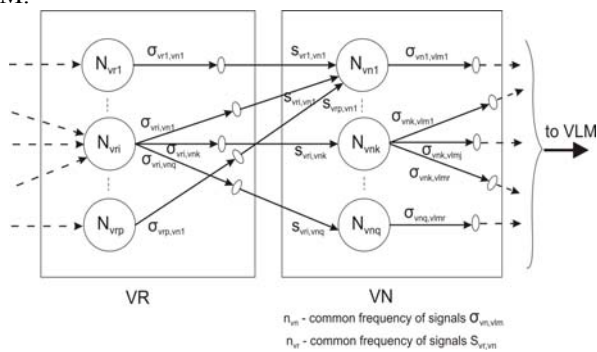 N_vr1 σ_vr1,vn1 s_vr1,vn1 N_vn1 σ_vn1,vlm1
s_vri,vn1 s_vrp,vn1
σ_vri,vn1 σ_vnk,vlm1
N_vri σ_vri,vnk s_vri,vnk N_vnk σ_vnk,vlmj to VLM
σ_vri,vnq σ_vnk,vlmr
N_vrp σ_vrp,vn1 s_vri,vnq N_vnq σ_vnq,vlmr
VR VN
n_vn - common frequency of signals σ_vn,vlm
n_vr - common frequency of signals S_vr,vn